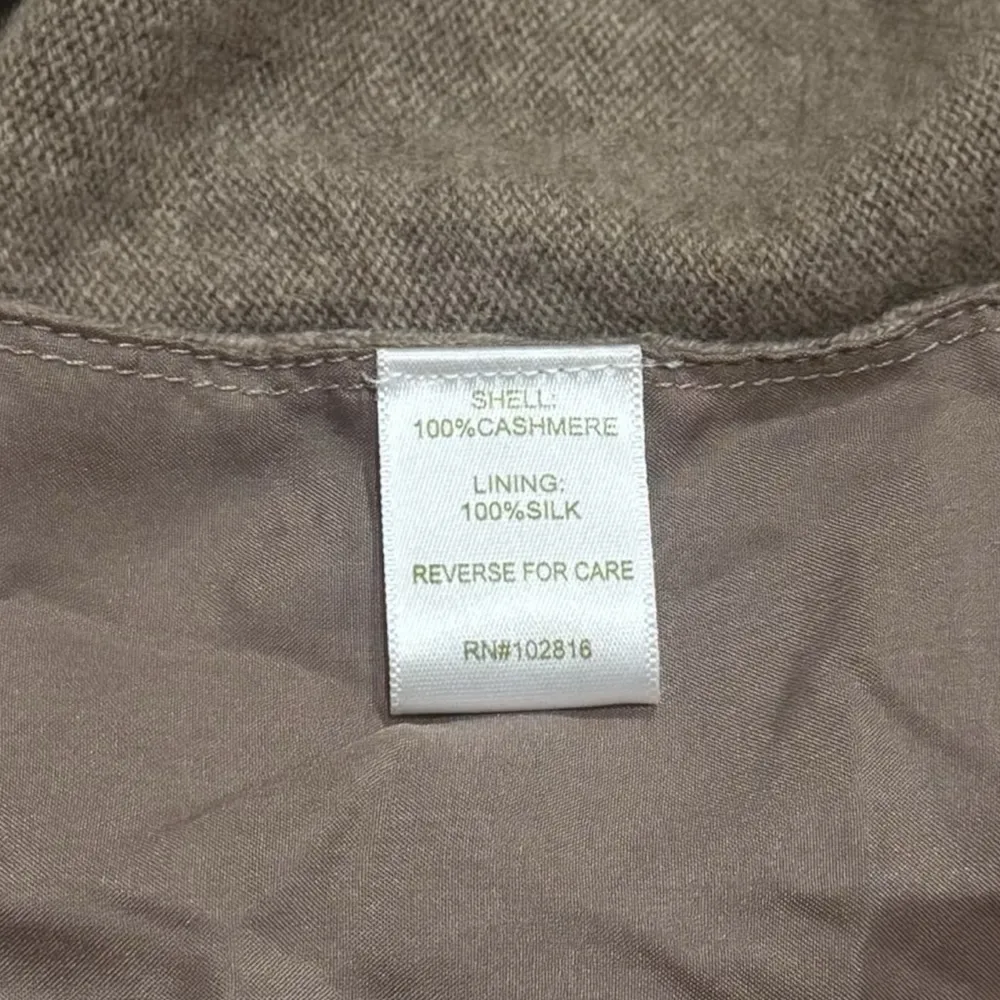 SHELL:
100%CASHMERE
LINING:
100%SILK
REVERSE FOR CARE
RN#102816